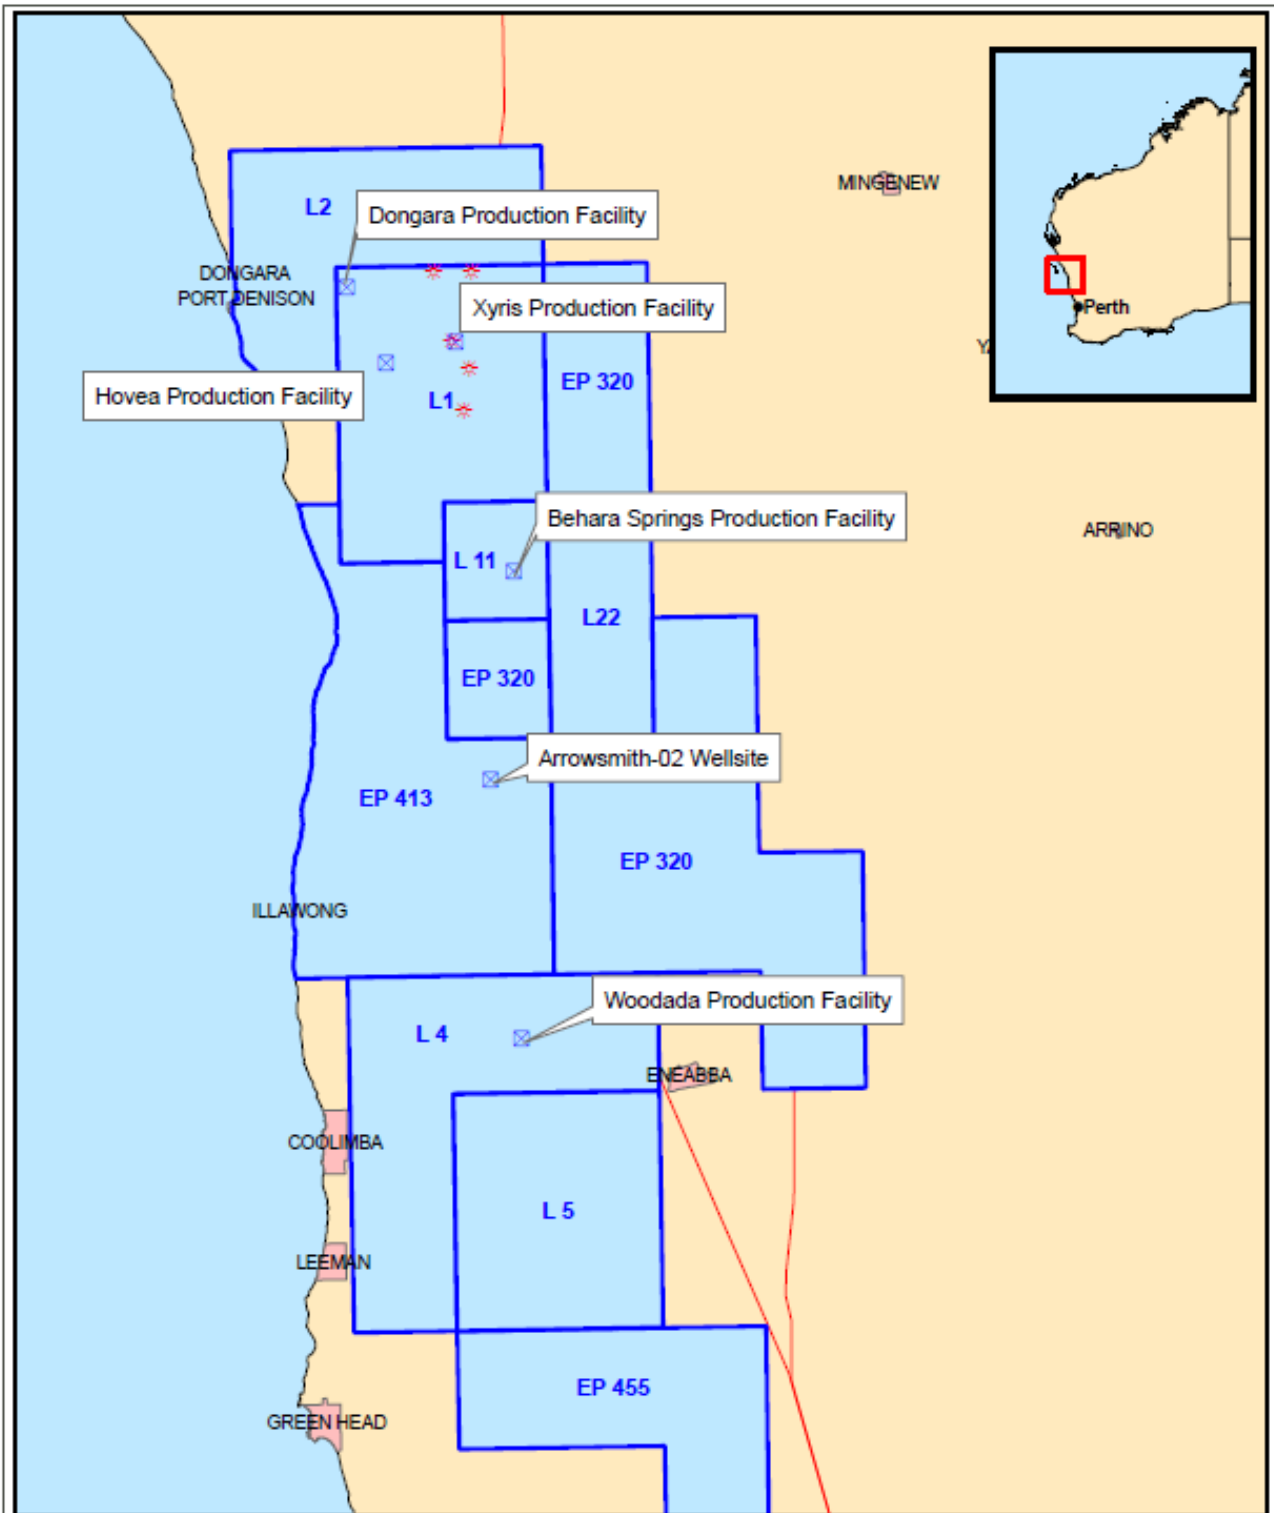 MINGENEW
L2
Dongara Production Facility
DONGARA
PORT DENISON
Xyris Production Facility
Perth
EP 320
Hovea Production Facility
L1
Behara Springs Production Facility
ARRINO
L 11
L22
EP 320
Arrowsmith-02 Wellsite
EP 413
EP 320
ILLAWONG
Woodada Production Facility
L 4
ENEABBA
COOLIMBA
L 5
LEEMAN
EP 455
GREEN HEAD